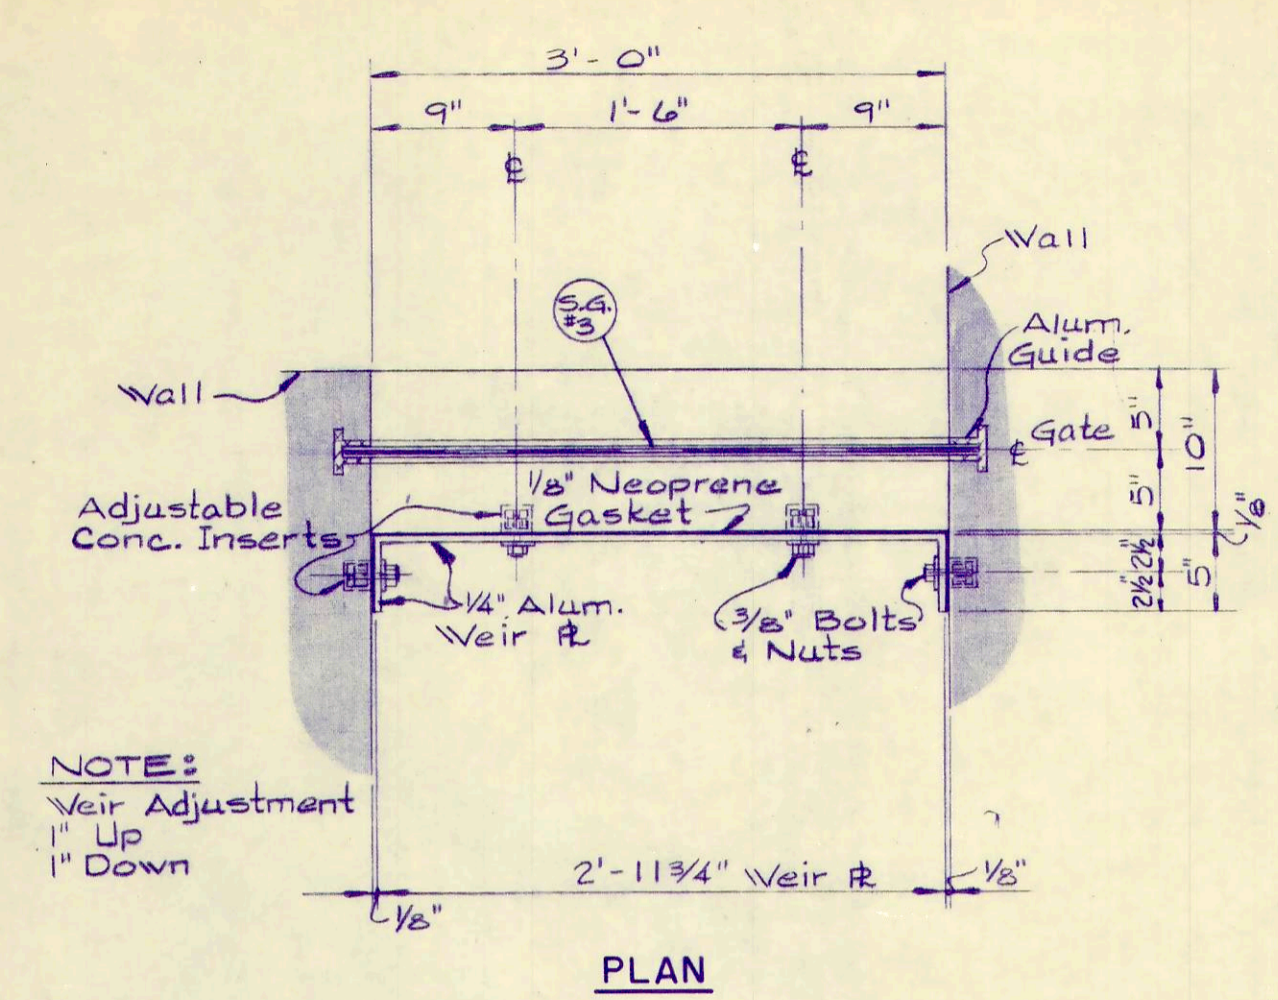 3'-0"
9" 1'-6" 9"
℄ ℄
Wall
S.G.
#3
Alum.
Guide
Wall
℄ Gate
5"
10"
5"
1/8"
2½"
2½"
5"
1/8" Neoprene
Gasket
Adjustable
Conc. Inserts
1/4" Alum.
Weir ⅊
3/8" Bolts
& Nuts
NOTE:
Weir Adjustment
1" Up
1" Down
2'-11 3/4" Weir ⅊
1/8"
1/8"
PLAN